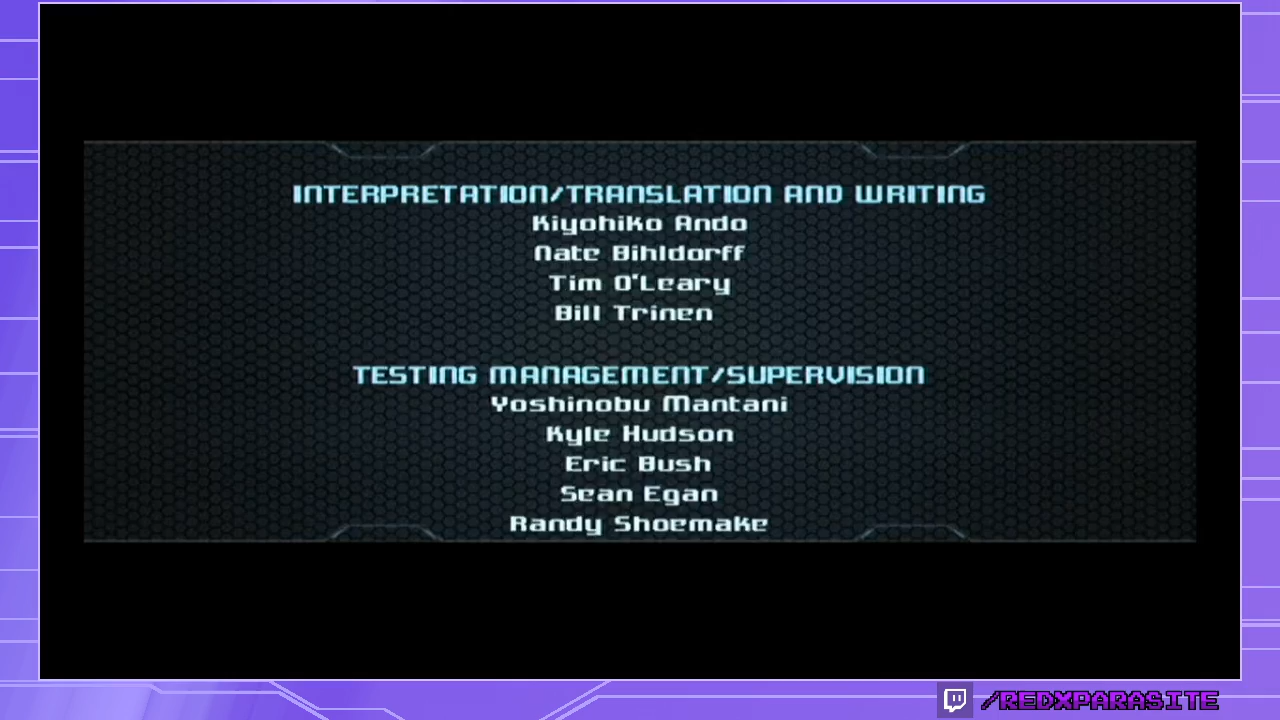 INTERPRETATION/TRANSLATION AND WRITING
Kiyohiko Ando
Nate Bihldorff
Tim O'Leary
Bill Trinen
TESTING MANAGEMENT/SUPERVISION
Yoshinobu Mantani
Kyle Hudson
Eric Bush
Sean Egan
Randy Shoemake
/REDXPARASITE